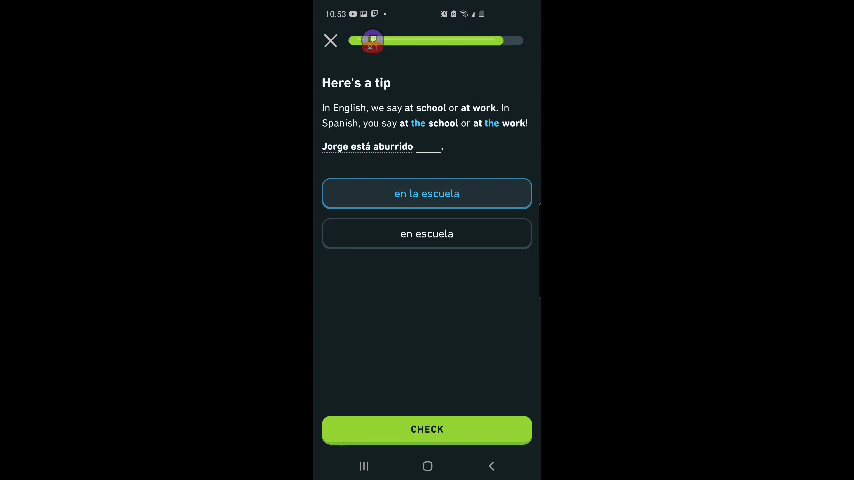 10.53
Here's a tip
In English, we say at school or at work. In
Spanish, you say at the school or at the work!
Jorge está aburrido _____.
en la escuela
en escuela
CHECK